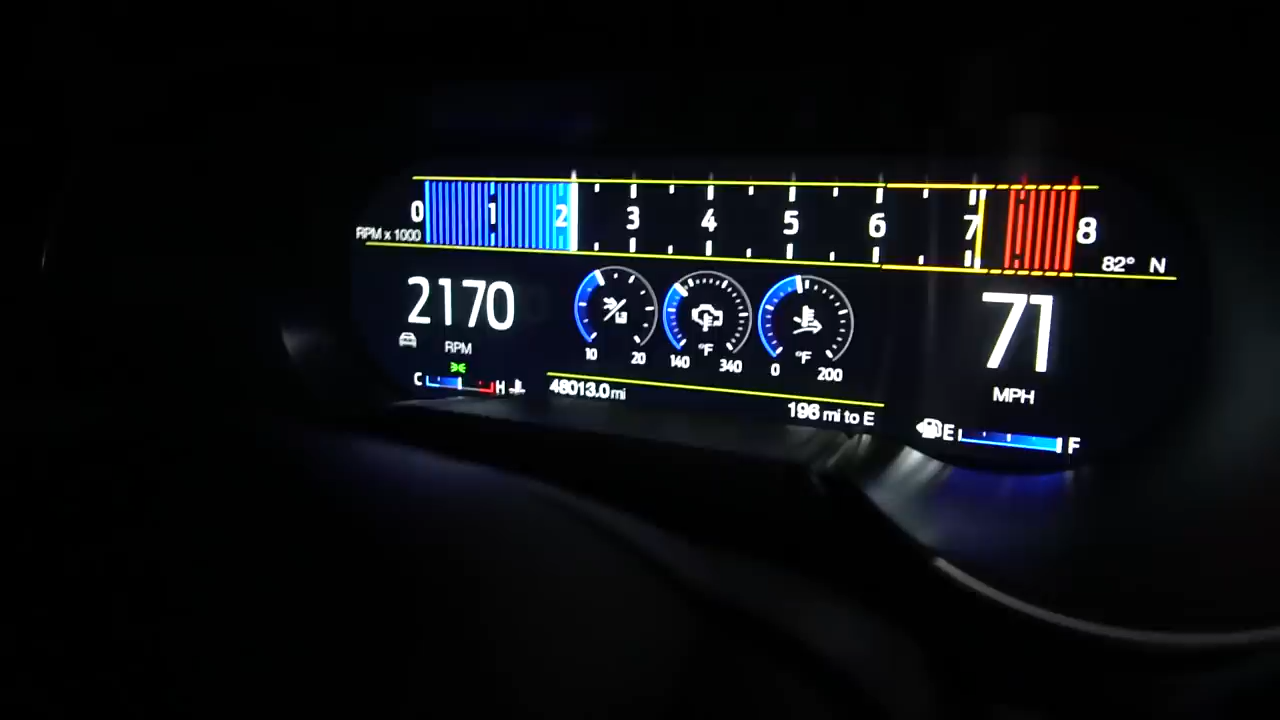 0 1 2 3 4 5 6 7 8
RPM x 1000
82° N
2170
RPM
10 20
°F
140 340
°F
0 200
71
MPH
C H
48013.0 mi
196 mi to E
E F